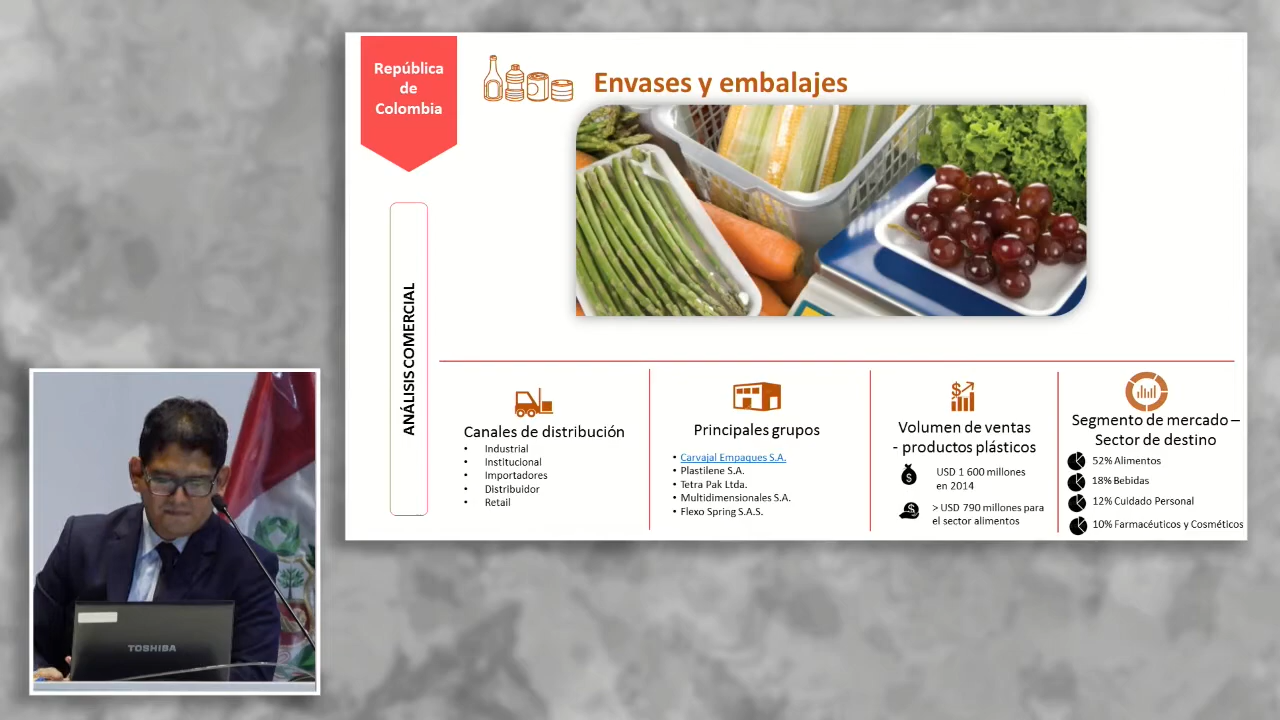 República
de
Colombia
Envases y embalajes
ANÁLISIS COMERCIAL
Canales de distribución
• Industrial
• Institucional
• Importadores
• Distribuidor
• Retail
Principales grupos
• Carvajal Empaques S.A.
• Plastilene S.A.
• Tetra Pak Ltda.
• Multidimensionales S.A.
• Flexo Spring S.A.S.
Volumen de ventas
- productos plásticos
USD 1 600 millones
en 2014
> USD 790 millones para
el sector alimentos
Segmento de mercado –
Sector de destino
52% Alimentos
18% Bebidas
12% Cuidado Personal
10% Farmacéuticos y Cosméticos
TOSHIBA